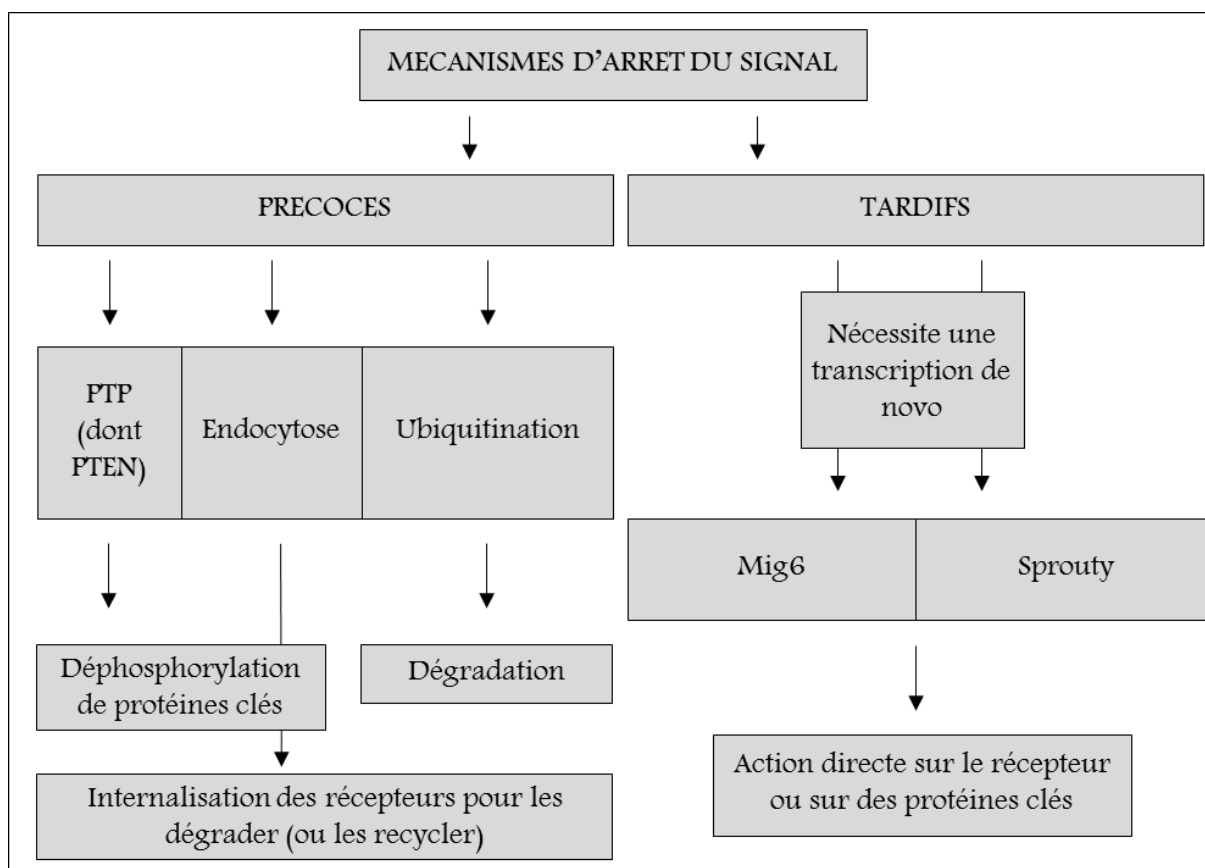 MECANISMES D'ARRET DU SIGNAL
PRECOCES
TARDIFS
PTP
(dont
PTEN)
Endocytose
Ubiquitination
Nécessite une
transcription de
novo
Mig6
Sprouty
Déphosphorylation
de protéines clés
Dégradation
Internalisation des récepteurs pour les
dégrader (ou les recycler)
Action directe sur le récepteur
ou sur des protéines clés